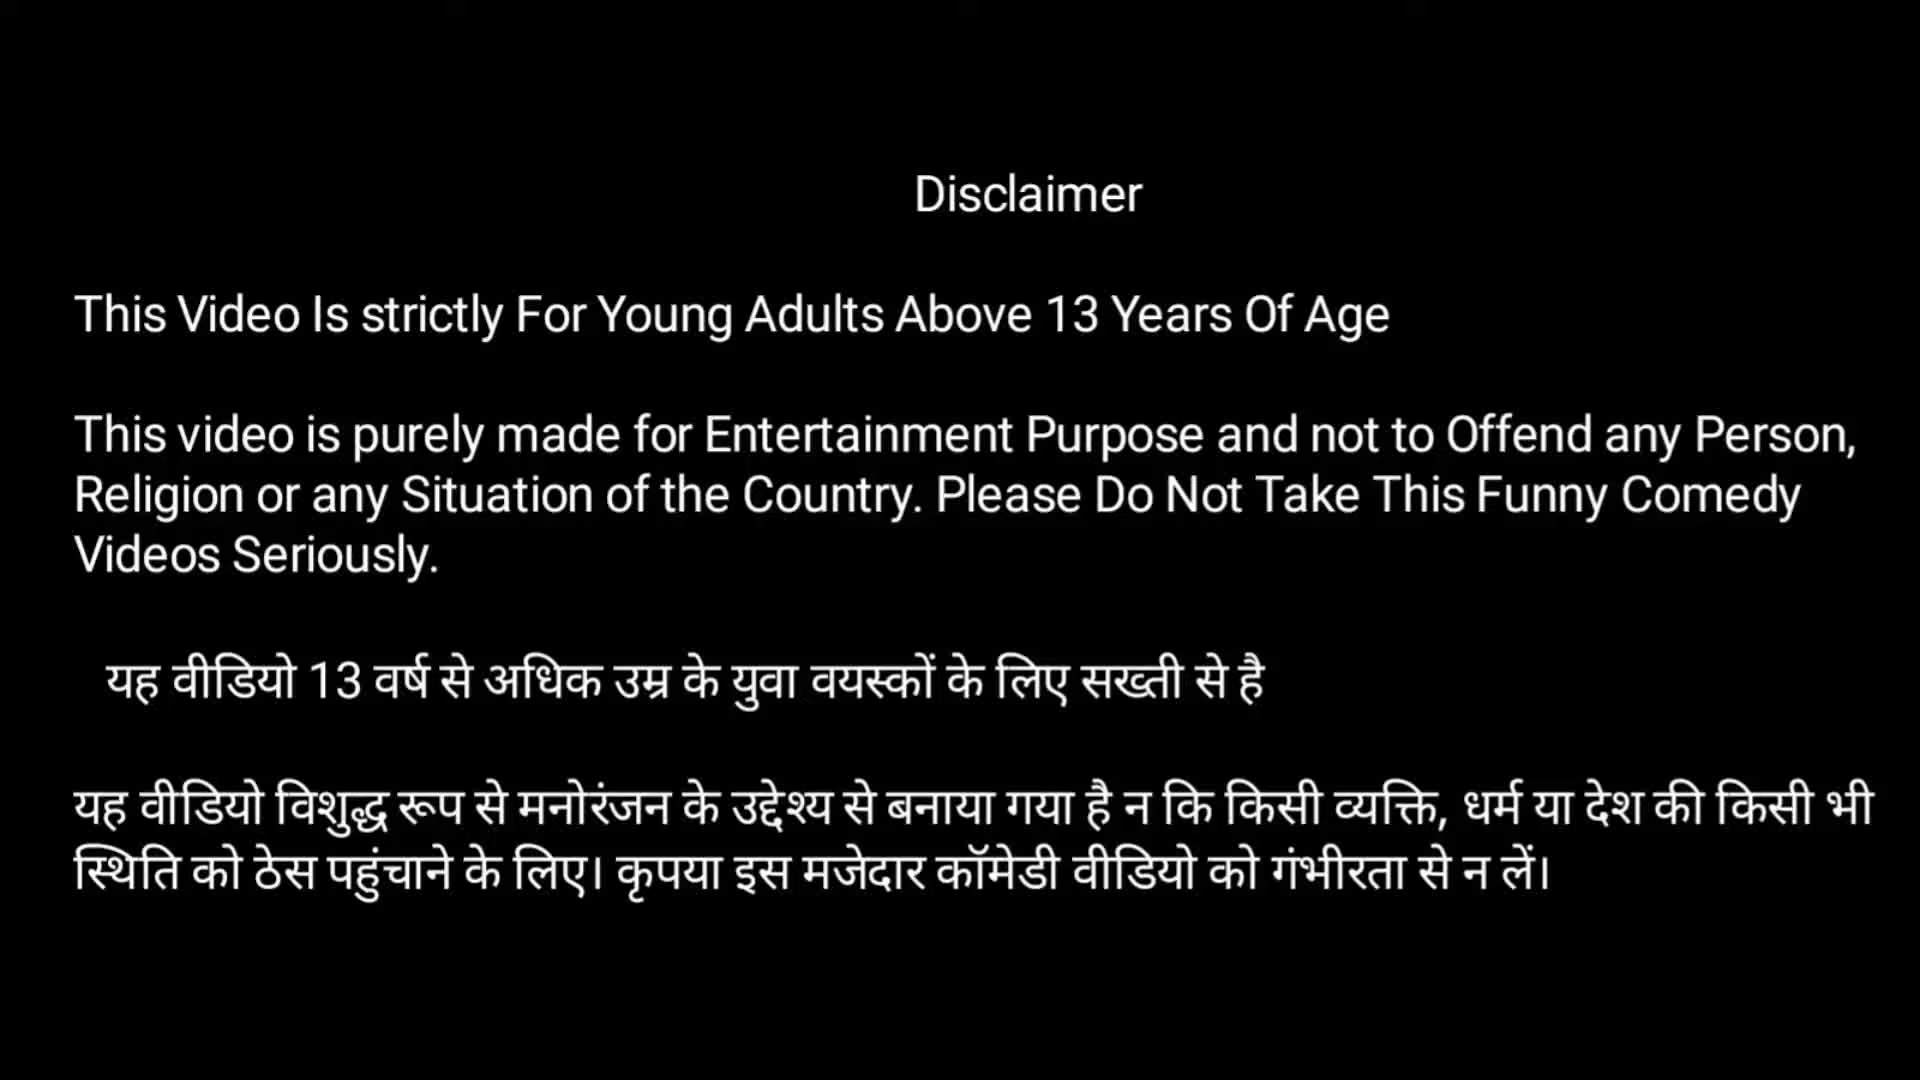 Disclaimer
This Video Is strictly For Young Adults Above 13 Years Of Age
This video is purely made for Entertainment Purpose and not to Offend any Person,
Religion or any Situation of the Country. Please Do Not Take This Funny Comedy
Videos Seriously.
यह वीडियो 13 वर्ष से अधिक उम्र के युवा वयस्कों के लिए सख्ती से है
यह वीडियो विशुद्ध रूप से मनोरंजन के उद्देश्य से बनाया गया है न कि किसी व्यक्ति, धर्म या देश की किसी भी
स्थिति को ठेस पहुंचाने के लिए। कृपया इस मजेदार कॉमेडी वीडियो को गंभीरता से न लें।